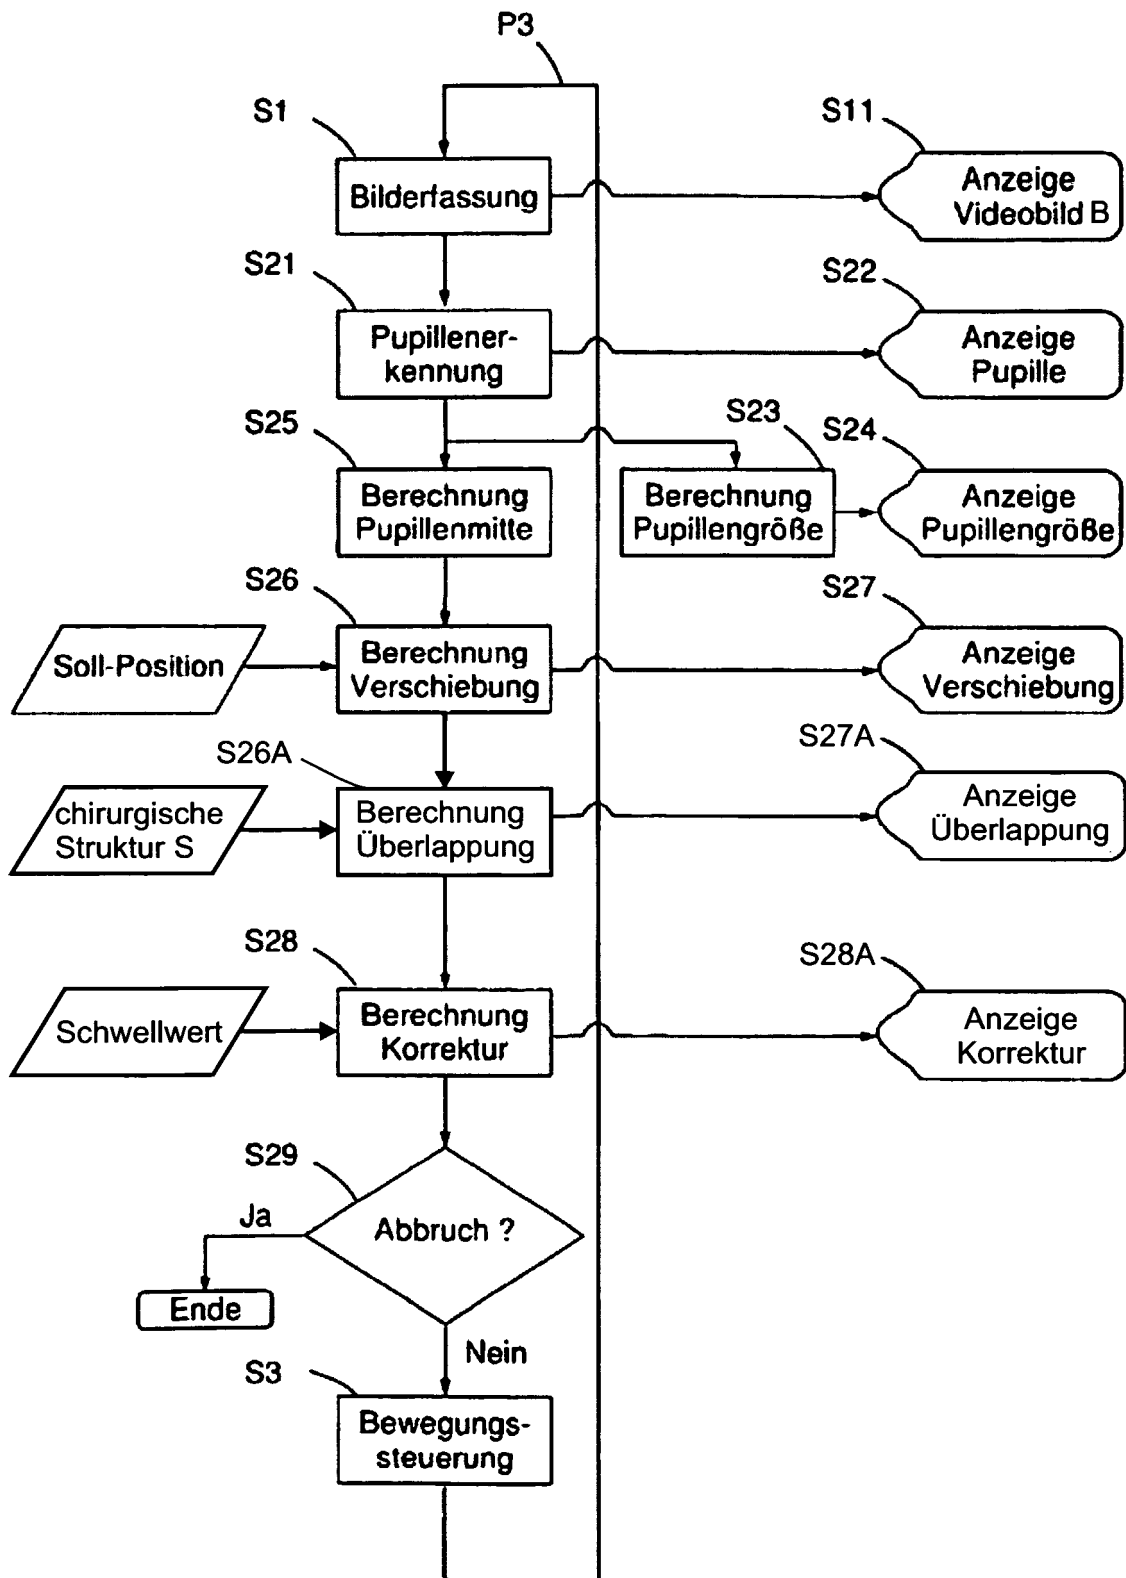 P3
S1
S11
Bilderfassung
Anzeige
Videobild B
S21
S22
Pupillener-
kennung
Anzeige
Pupille
S25
S23
S24
Berechnung
Pupillenmitte
Berechnung
Pupillengröße
Anzeige
Pupillengröße
S26
S27
Soll-Position
Berechnung
Verschiebung
Anzeige
Verschiebung
S26A
S27A
chirurgische
Struktur S
Berechnung
Überlappung
Anzeige
Überlappung
S28
S28A
Schwellwert
Berechnung
Korrektur
Anzeige
Korrektur
S29
Ja
Abbruch ?
Ende
Nein
S3
Bewegungs-
steuerung